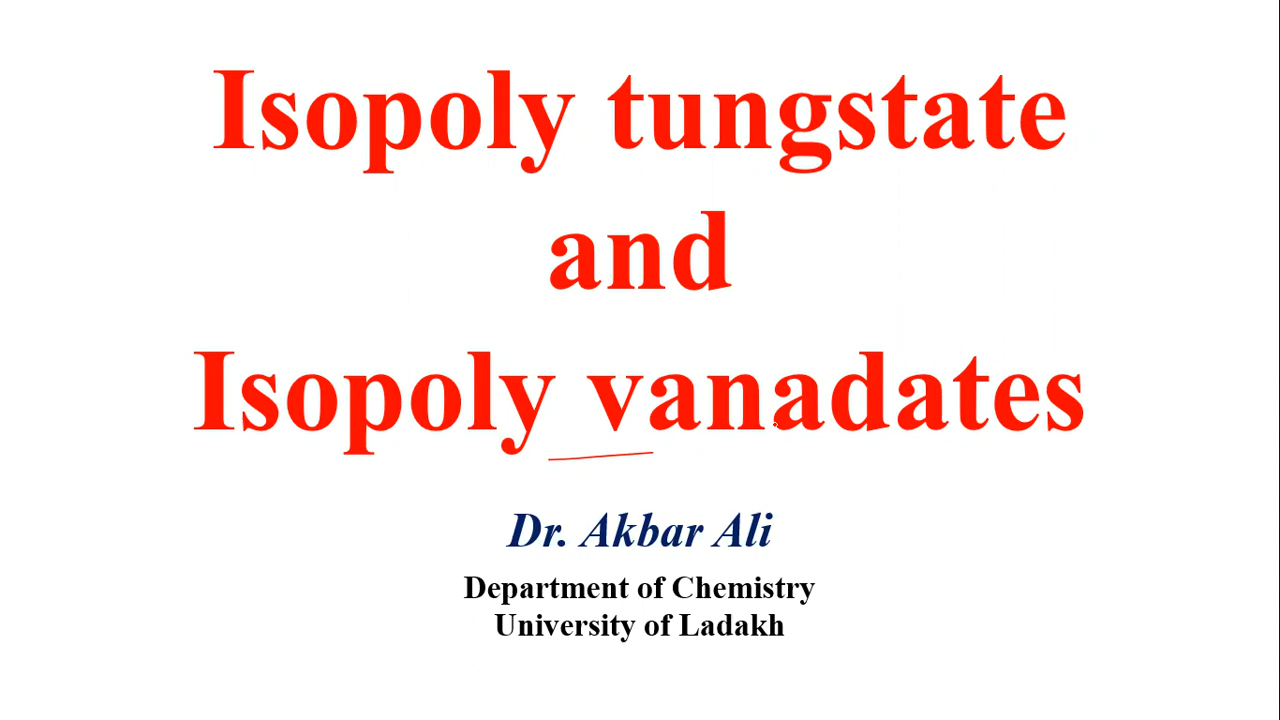 Isopoly tungstate
and
Isopoly vanadates
Dr. Akbar Ali
Department of Chemistry
University of Ladakh